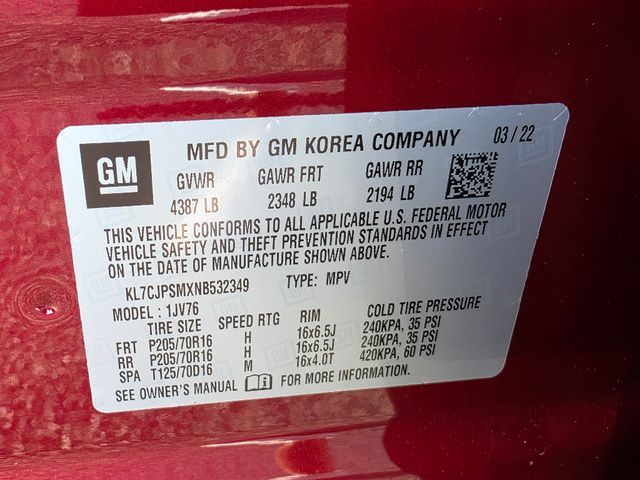 GM
MFD BY GM KOREA COMPANY 03 / 22
GVWR GAWR FRT GAWR RR
4387 LB 2348 LB 2194 LB
THIS VEHICLE CONFORMS TO ALL APPLICABLE U.S. FEDERAL MOTOR
VEHICLE SAFETY AND THEFT PREVENTION STANDARDS IN EFFECT
ON THE DATE OF MANUFACTURE SHOWN ABOVE.
KL7CJPSMXNB532349 TYPE: MPV
MODEL : 1JV76
TIRE SIZE SPEED RTG RIM COLD TIRE PRESSURE
FRT P205/70R16 H 16x6.5J 240KPA, 35 PSI
RR P205/70R16 H 16x6.5J 240KPA, 35 PSI
SPA T125/70D16 M 16x4.0T 420KPA, 60 PSI
SEE OWNER'S MANUAL FOR MORE INFORMATION.